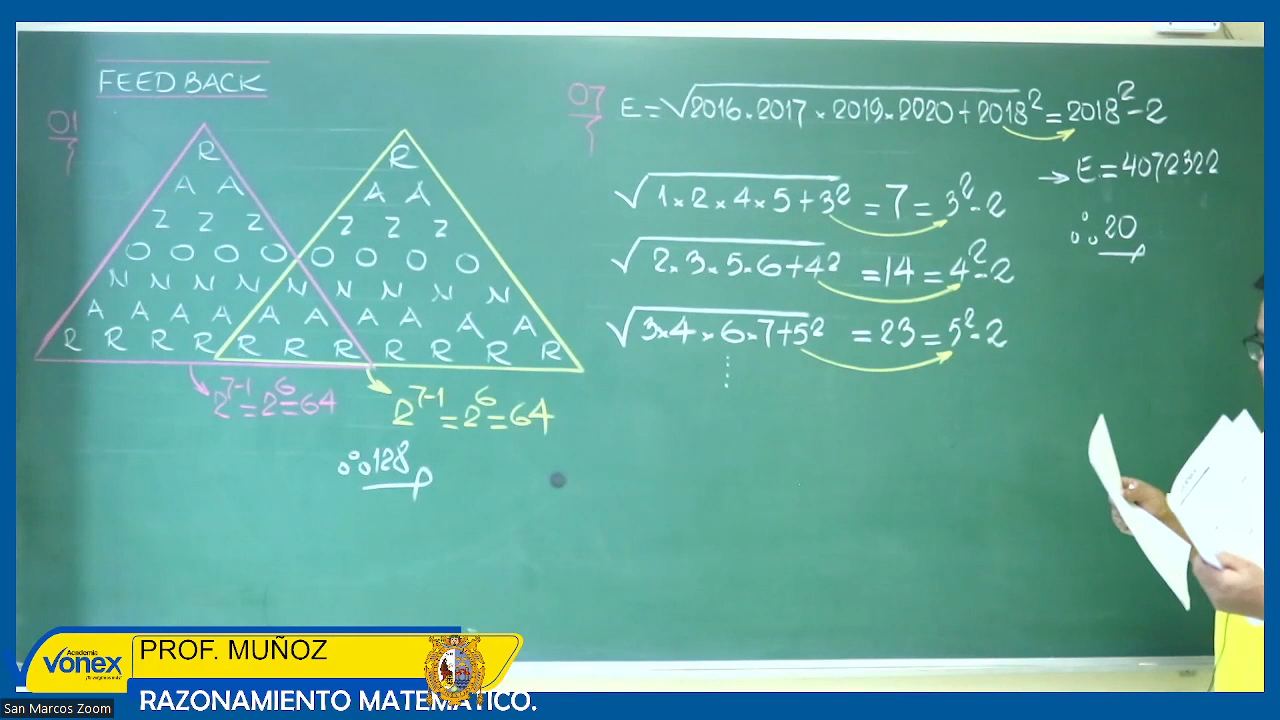 FEED BACK
01
R R
A A A A
Z Z Z Z Z Z
O O O O O O O O
N N N N N N N N N
A A A A A A A A A A
R R R R R R R R R R R
2^{7-1}=2^6=64
2^{7-1}=2^6=64
∴128
07
E=√(2016×2017×2019×2020+2018²)=2018²-2
→E=4072322
√(1×2×4×5+3²)=7=3²-2
∴20
√(2×3×5×6+4²)=14=4²-2
√(3×4×6×7+5²)=23=5²-2
Academia
vonex
PROF. MUÑOZ
RAZONAMIENTO MATEMÁTICO.
San Marcos Zoom